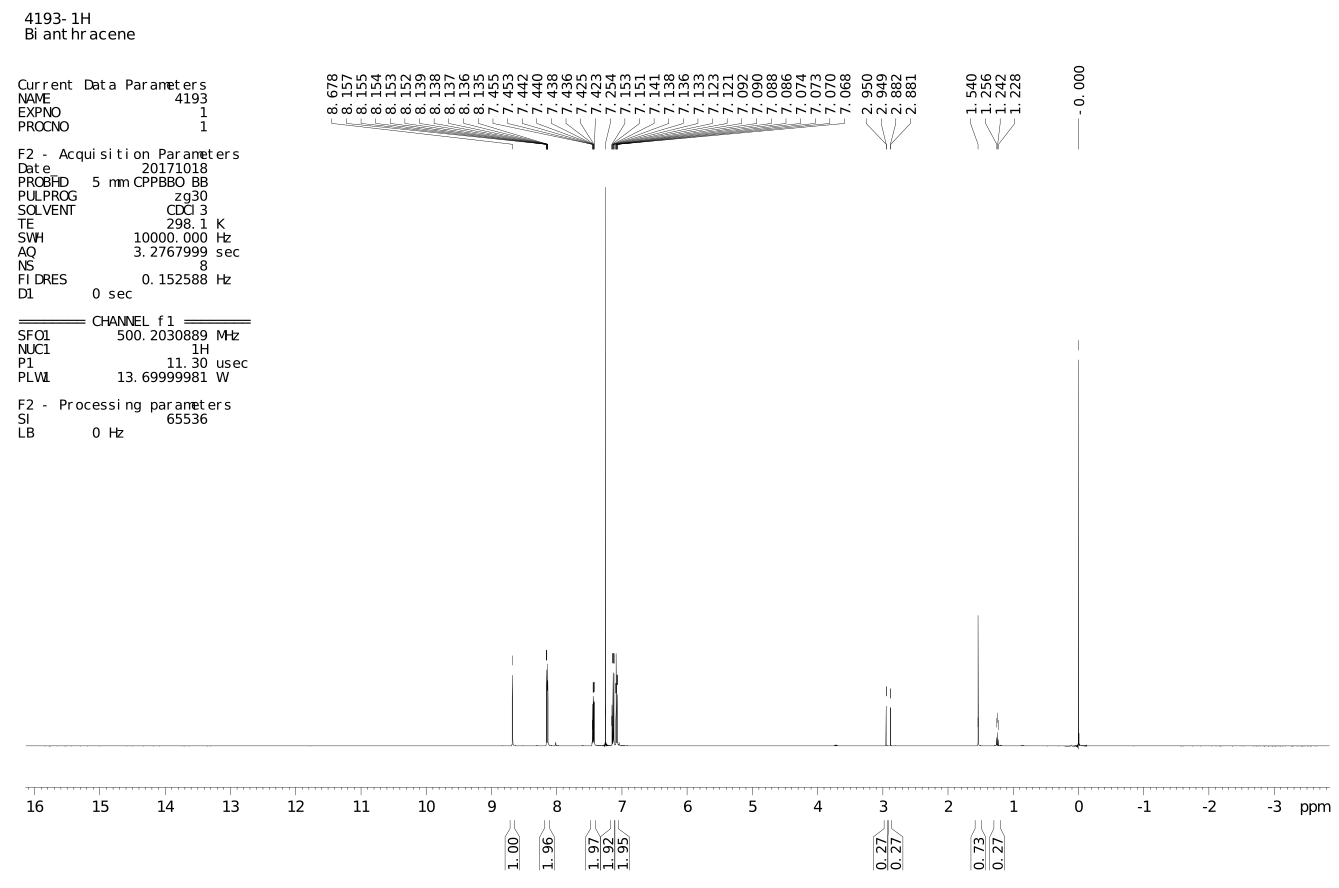 4193-1H
Bianthracene
8.678 8.157 8.155 8.154 8.153 8.152 8.139 8.138 8.137 8.136 8.135 7.455 7.453 7.442 7.440 7.438 7.436 7.425 7.423 7.254 7.153 7.151 7.141 7.138 7.136 7.133 7.123 7.121 7.092 7.090 7.088 7.086 7.074 7.073 7.070 7.068 2.950 2.949 2.882 2.881 1.540 1.256 1.242 1.228 -0.000
Current Data Parameters
NAME 4193
EXPNO 1
PROCNO 1
F2 - Acquisition Parameters
Date_ 20171018
PROBHD 5 mm CPPBBO BB
PULPROG zg30
SOLVENT CDCl3
TE 298.1 K
SWH 10000.000 Hz
AQ 3.2767999 sec
NS 8
FIDRES 0.152588 Hz
D1 0 sec
======== CHANNEL f1 ========
SFO1 500.2030889 MHz
NUC1 1H
P1 11.30 usec
PLW1 13.69999981 W
F2 - Processing parameters
SI 65536
LB 0 Hz
16 15 14 13 12 11 10 9 8 7 6 5 4 3 2 1 0 -1 -2 -3 ppm
1.00 1.96 1.97 1.92 1.95 0.27 0.27 0.73 0.27